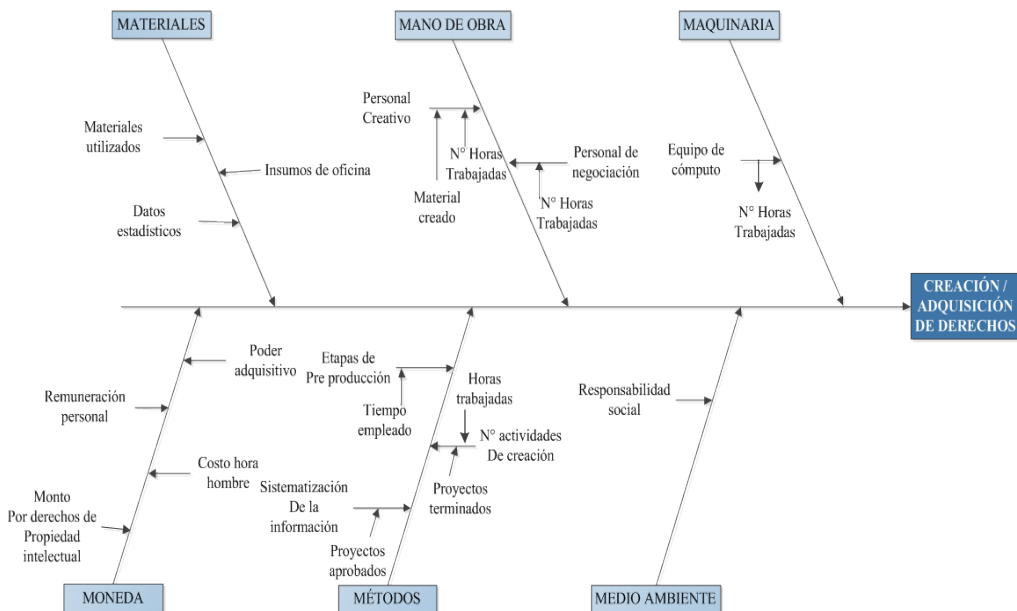 MATERIALES
MANO DE OBRA
MAQUINARIA
Materiales
utilizados
Insumos de oficina
Datos
estadísticos
Personal
Creativo
N° Horas
Trabajadas
Material
creado
Personal de
negociación
N° Horas
Trabajadas
Equipo de
cómputo
N° Horas
Trabajadas
CREACIÓN /
ADQUISICIÓN
DE DERECHOS
Poder
adquisitivo
Remuneración
personal
Costo hora
hombre
Monto
Por derechos de
Propiedad
intelectual
Etapas de
Pre producción
Tiempo
empleado
Horas
trabajadas
N° actividades
De creación
Proyectos
terminados
Sistematización
De la
información
Proyectos
aprobados
Responsabilidad
social
MONEDA
MÉTODOS
MEDIO AMBIENTE